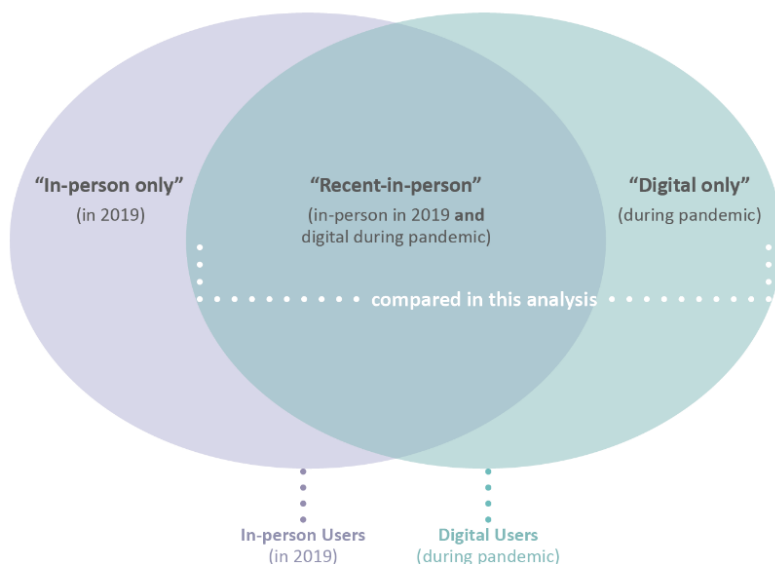 “In-person only”
(in 2019)
“Recent-in-person”
(in-person in 2019 and
digital during pandemic)
“Digital only”
(during pandemic)
compared in this analysis
In-person Users
(in 2019)
Digital Users
(during pandemic)